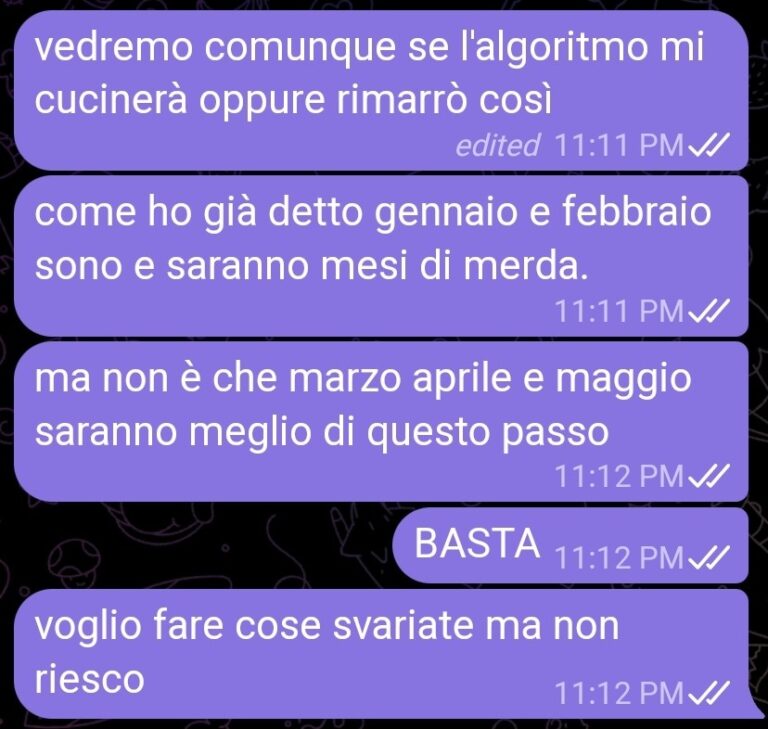 vedremo comunque se l'algoritmo mi
cucinerà oppure rimarrò così
edited 11:11 PM
come ho già detto gennaio e febbraio
sono e saranno mesi di merda.
11:11 PM
ma non è che marzo aprile e maggio
saranno meglio di questo passo
11:12 PM
BASTA 11:12 PM
voglio fare cose svariate ma non
riesco 11:12 PM